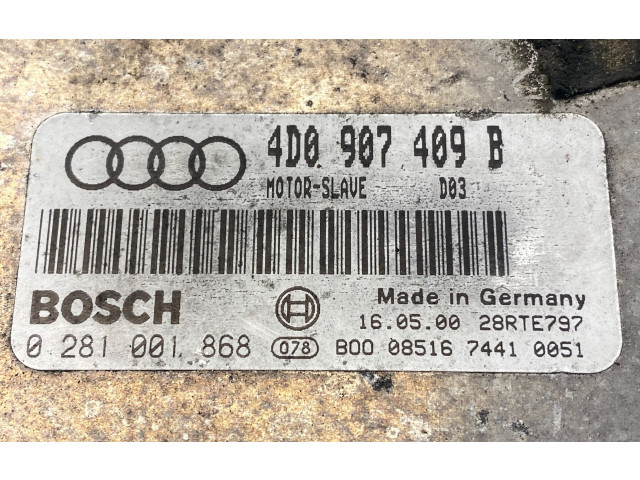 4D0 907 409 B
MOTOR-SLAVE D03
BOSCH
Made in Germany
16.05.00 28RTE797
0 281 001 868 078 B00 08516 7441 0051